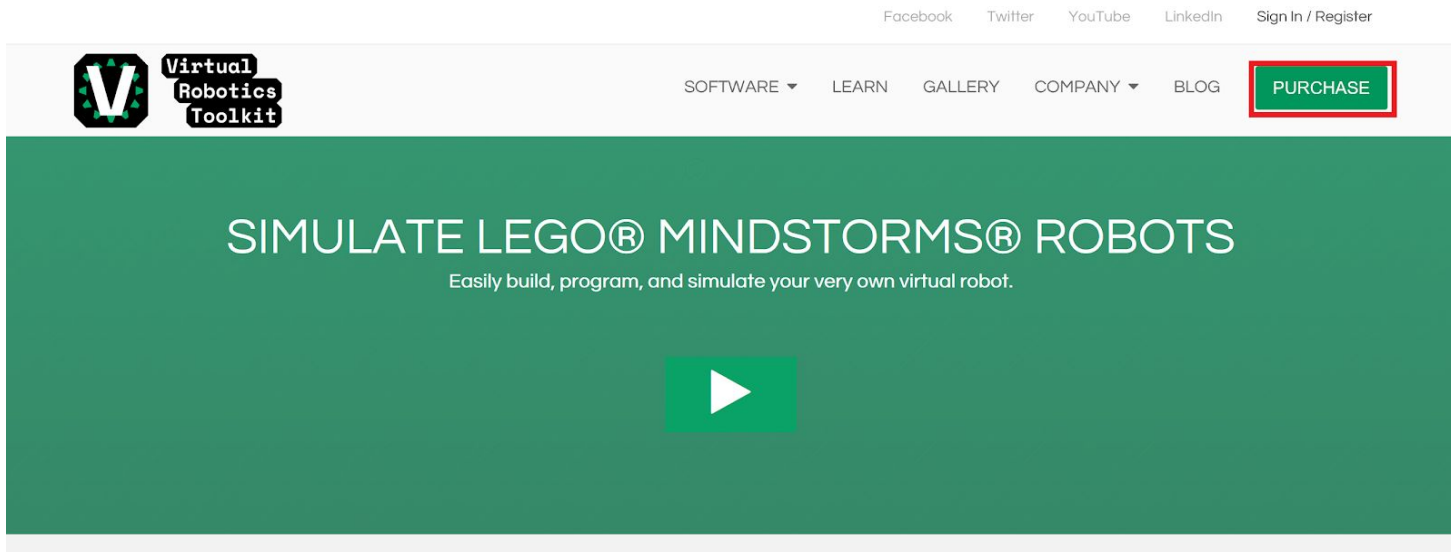 Facebook Twitter YouTube LinkedIn Sign In / Register
Virtual
Robotics
Toolkit
V
SOFTWARE LEARN GALLERY COMPANY BLOG PURCHASE
SIMULATE LEGO® MINDSTORMS® ROBOTS
Easily build, program, and simulate your very own virtual robot.